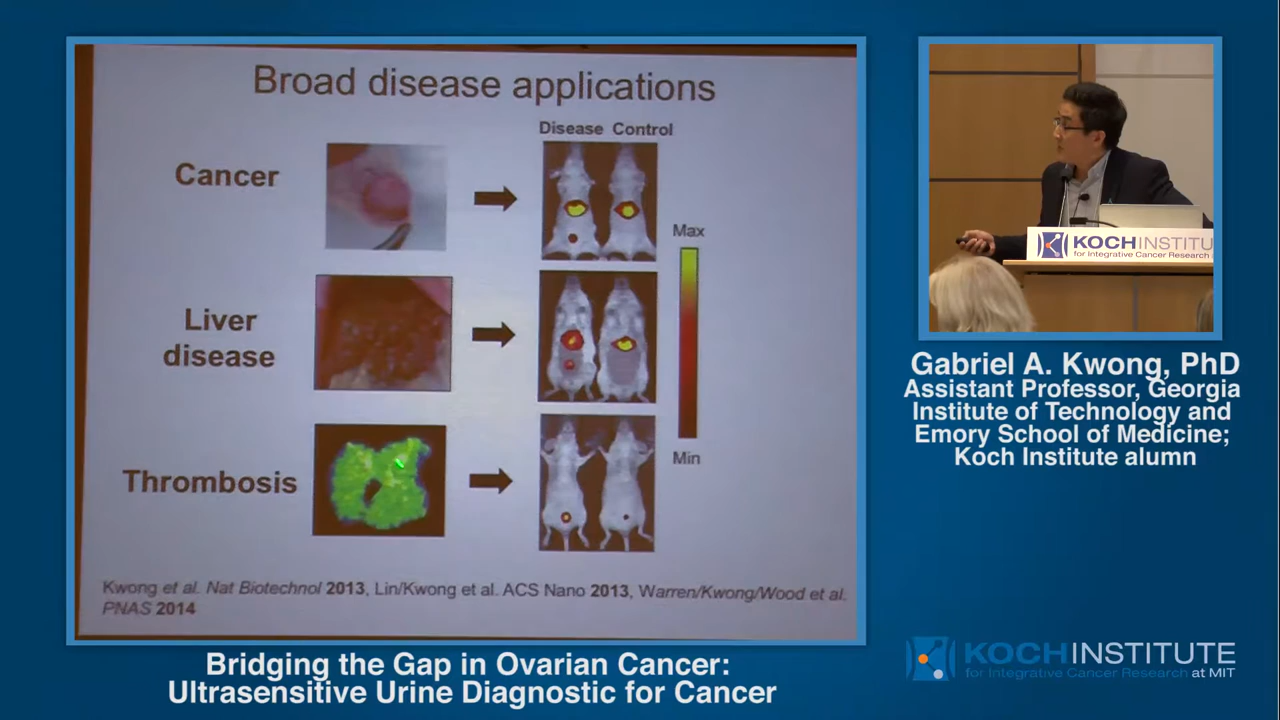 Broad disease applications
Disease Control
Cancer
Max
Liver
disease
Min
Thrombosis
Kwong et al. Nat Biotechnol 2013, Lin/Kwong et al. ACS Nano 2013, Warren/Kwong/Wood et al.
PNAS 2014
KOCH INSTITU
for Integrative Cancer Research
Gabriel A. Kwong, PhD
Assistant Professor, Georgia
Institute of Technology and
Emory School of Medicine;
Koch Institute alumn
Bridging the Gap in Ovarian Cancer:
Ultrasensitive Urine Diagnostic for Cancer
KOCH INSTITUTE
for Integrative Cancer Research at MIT